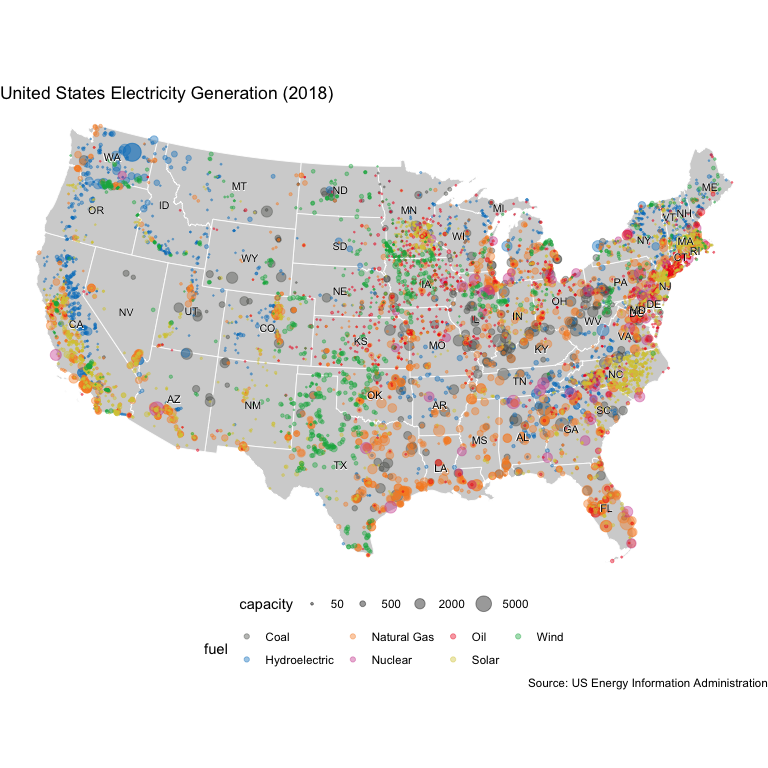 United States Electricity Generation (2018)
WA
MT
ND
ME
OR
ID
MN
MI
VT
NH
WI
NY
MA
RI
SD
CT
WY
PA
NE
IA
NJ
NV
UT
OH
DE
MD
CA
CO
IL
IN
WV
KS
MO
KY
VA
TN
NC
AZ
OK
NM
AR
SC
MS
AL
GA
TX
LA
FL
capacity 50 500 2000 5000
fuel
Coal Natural Gas Oil Wind
Hydroelectric Nuclear Solar
Source: US Energy Information Administration